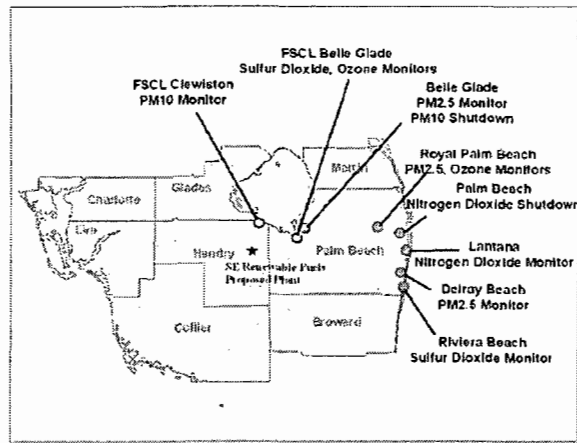 FSCL Belle Glade
Sulfur Dioxide, Ozone Monitors
FSCL Clewiston
PM10 Monitor
Belle Glade
PM2.5 Monitor
PM10 Shutdown
Royal Palm Beach
PM2.5, Ozone Monitors
Palm Beach
Nitrogen Dioxide Shutdown
Lantana
Nitrogen Dioxide Monitor
Delray Beach
PM2.5 Monitor
Riviera Beach
Sulfur Dioxide Monitor
Martin
Glades
Charlotte
Lee
Hendry
Palm Beach
SE Renewable Fuels
Proposed Plant
Collier
Broward